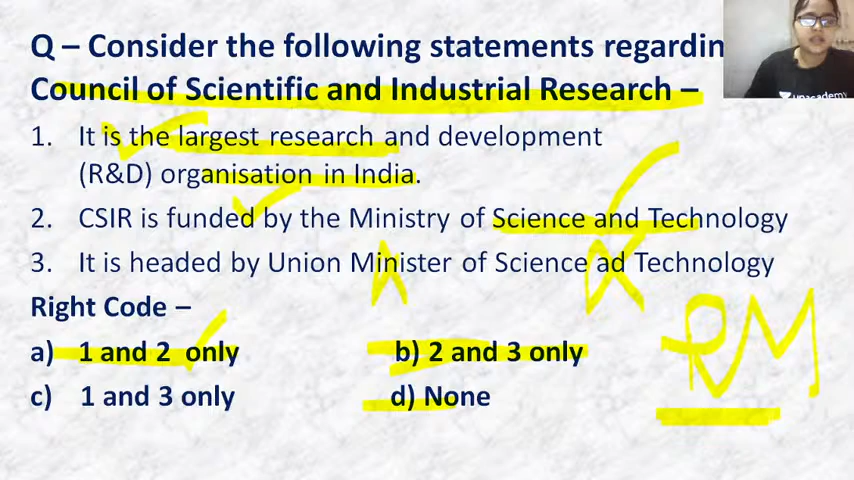 Q – Consider the following statements regardin
Council of Scientific and Industrial Research –
1. It is the largest research and development
(R&D) organisation in India.
2. CSIR is funded by the Ministry of Science and Technology
3. It is headed by Union Minister of Science ad Technology
Right Code –
a) 1 and 2 only b) 2 and 3 only
c) 1 and 3 only d) None
PM
unacademy